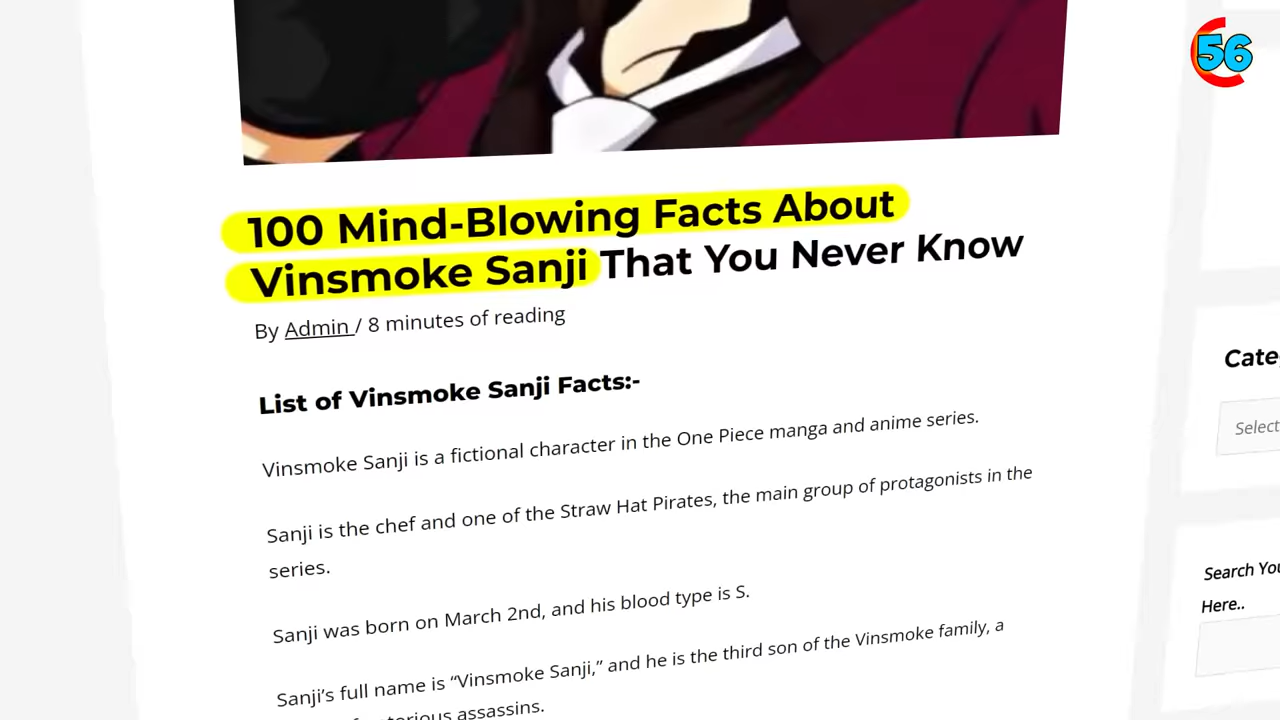 56
100 Mind-Blowing Facts About
Vinsmoke Sanji That You Never Know
By Admin / 8 minutes of reading
List of Vinsmoke Sanji Facts:-
Vinsmoke Sanji is a fictional character in the One Piece manga and anime series.
Sanji is the chef and one of the Straw Hat Pirates, the main group of protagonists in the
series.
Sanji was born on March 2nd, and his blood type is S.
Sanji's full name is “Vinsmoke Sanji,” and he is the third son of the Vinsmoke family, a
assassins.
Select
Here..